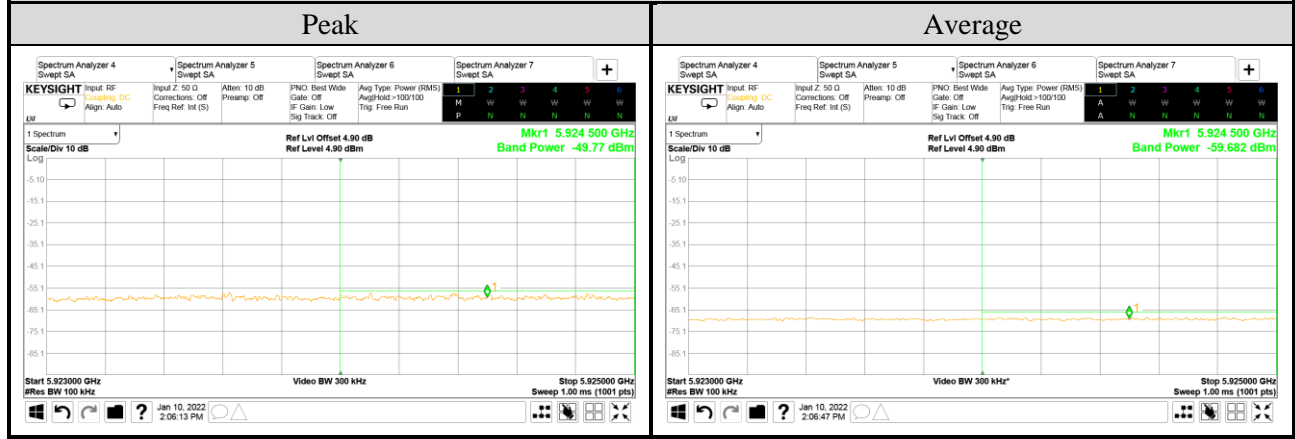 Peak
Average
Spectrum Analyzer 4
Swept SA
Spectrum Analyzer 5
Swept SA
Spectrum Analyzer 6
Swept SA
Spectrum Analyzer 7
Swept SA
+
KEYSIGHT
Input: RF
Coupling: DC
Align: Auto
Input Z: 50 Ω
Corrections: Off
Freq Ref: Int (S)
Atten: 10 dB
Preamp: Off
PNO: Best Wide
Gate: Off
IF Gain: Low
Sig Track: Off
Avg Type: Power (RMS)
Avg|Hold:>100/100
Trig: Free Run
1 2 3 4 5 6
M W W W W W
P N N N N N
LXI
1 Spectrum
Scale/Div 10 dB
Log
Ref Lvl Offset 4.90 dB
Ref Level 4.90 dBm
Mkr1 5.924 500 GHz
Band Power -49.77 dBm
-5.10
-15.1
-25.1
-35.1
-45.1
-55.1
-65.1
-75.1
-85.1
1
Start 5.923000 GHz
#Res BW 100 kHz
Video BW 300 kHz
Stop 5.925000 GHz
Sweep 1.00 ms (1001 pts)
?
Jan 10, 2022
2:06:13 PM
Spectrum Analyzer 4
Swept SA
Spectrum Analyzer 5
Swept SA
Spectrum Analyzer 6
Swept SA
Spectrum Analyzer 7
Swept SA
+
KEYSIGHT
Input: RF
Coupling: DC
Align: Auto
Input Z: 50 Ω
Corrections: Off
Freq Ref: Int (S)
Atten: 10 dB
Preamp: Off
PNO: Best Wide
Gate: Off
IF Gain: Low
Sig Track: Off
Avg Type: Power (RMS)
Avg|Hold:>100/100
Trig: Free Run
1 2 3 4 5 6
A W W W W W
A N N N N N
LXI
1 Spectrum
Scale/Div 10 dB
Log
Ref Lvl Offset 4.90 dB
Ref Level 4.90 dBm
Mkr1 5.924 500 GHz
Band Power -59.682 dBm
-5.10
-15.1
-25.1
-35.1
-45.1
-55.1
-65.1
-75.1
-85.1
1
Start 5.923000 GHz
#Res BW 100 kHz
Video BW 300 kHz*
Stop 5.925000 GHz
Sweep 1.00 ms (1001 pts)
?
Jan 10, 2022
2:06:47 PM